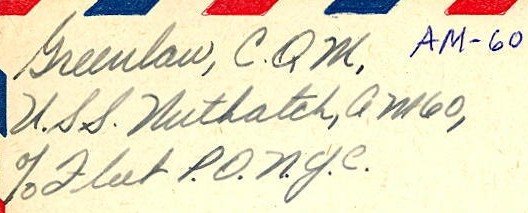 Greenlaw, C.Q.M, AM-60
U.S.S. Nuthatch, AM60,
℅ Fleet P.O. N.Y.C.